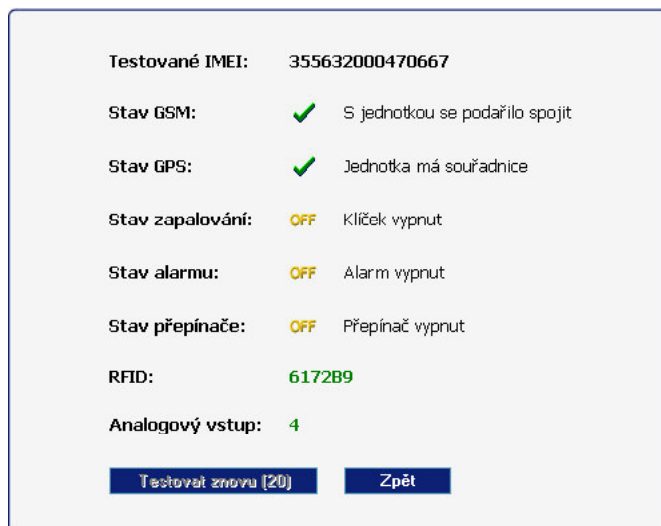 Testované IMEI: 355632000470667
Stav GSM: S jednotkou se podařilo spojit
Stav GPS: Jednotka má souřadnice
Stav zapalování: OFF Klíček vypnut
Stav alarmu: OFF Alarm vypnut
Stav přepínače: OFF Přepínač vypnut
RFID: 6172B9
Analogový vstup: 4
Testovat znovu (20) Zpět